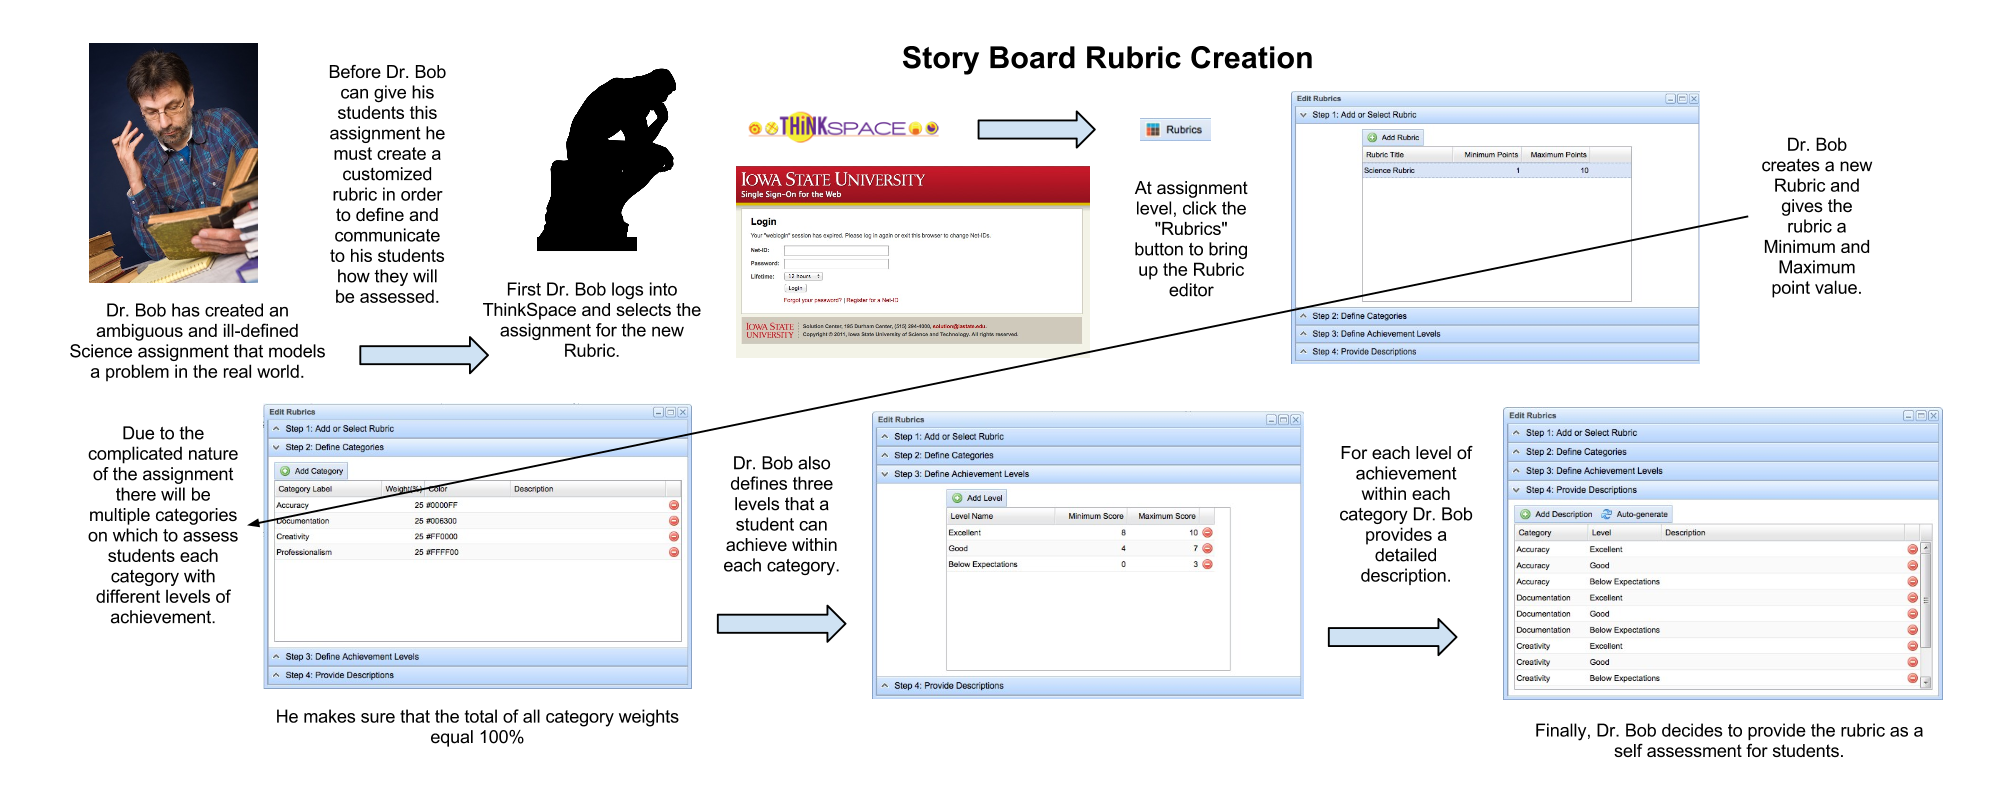 Story Board Rubric Creation
Dr. Bob has created an
ambiguous and ill-defined
Science assignment that models
a problem in the real world.
Before Dr. Bob
can give his
students this
assignment he
must create a
customized
rubric in order
to define and
communicate
to his students
how they will
be assessed.
First Dr. Bob logs into
ThinkSpace and selects the
assignment for the new
Rubric.
THiNKSPACE
IOWA STATE UNIVERSITY
Single Sign-On for the Web
Login
Your "weblogin" session has expired. Please log in again or exit this browser to change Net-IDs.
Net-ID:
Password:
Lifetime: 12 hours
Login
Forgot your password? | Register for a Net-ID
IOWA STATE
UNIVERSITY
Solution Center, 195 Durham Center, (515) 294-4000, solution@iastate.edu.
Copyright © 2011, Iowa State University of Science and Technology. All rights reserved.
Rubrics
At assignment
level, click the
"Rubrics"
button to bring
up the Rubric
editor
Edit Rubrics
Step 1: Add or Select Rubric
Add Rubric
Rubric Title Minimum Points Maximum Points
Science Rubric 1 10
Step 2: Define Categories
Step 3: Define Achievement Levels
Step 4: Provide Descriptions
Dr. Bob
creates a new
Rubric and
gives the
rubric a
Minimum and
Maximum
point value.
Due to the
complicated nature
of the assignment
there will be
multiple categories
on which to assess
students each
category with
different levels of
achievement.
Edit Rubrics
Step 1: Add or Select Rubric
Step 2: Define Categories
Add Category
Category Label Weight(%) Color Description
Accuracy 25 #0000FF
Documentation 25 #006300
Creativity 25 #FF0000
Professionalism 25 #FFFF00
Step 3: Define Achievement Levels
Step 4: Provide Descriptions
He makes sure that the total of all category weights
equal 100%
Dr. Bob also
defines three
levels that a
student can
achieve within
each category.
Edit Rubrics
Step 1: Add or Select Rubric
Step 2: Define Categories
Step 3: Define Achievement Levels
Add Level
Level Name Minimum Score Maximum Score
Excellent 8 10
Good 4 7
Below Expectations 0 3
Step 4: Provide Descriptions
For each level of
achievement
within each
category Dr. Bob
provides a
detailed
description.
Edit Rubrics
Step 1: Add or Select Rubric
Step 2: Define Categories
Step 3: Define Achievement Levels
Step 4: Provide Descriptions
Add Description Auto-generate
Category Level Description
Accuracy Excellent
Accuracy Good
Accuracy Below Expectations
Documentation Excellent
Documentation Good
Documentation Below Expectations
Creativity Excellent
Creativity Good
Creativity Below Expectations
Finally, Dr. Bob decides to provide the rubric as a
self assessment for students.